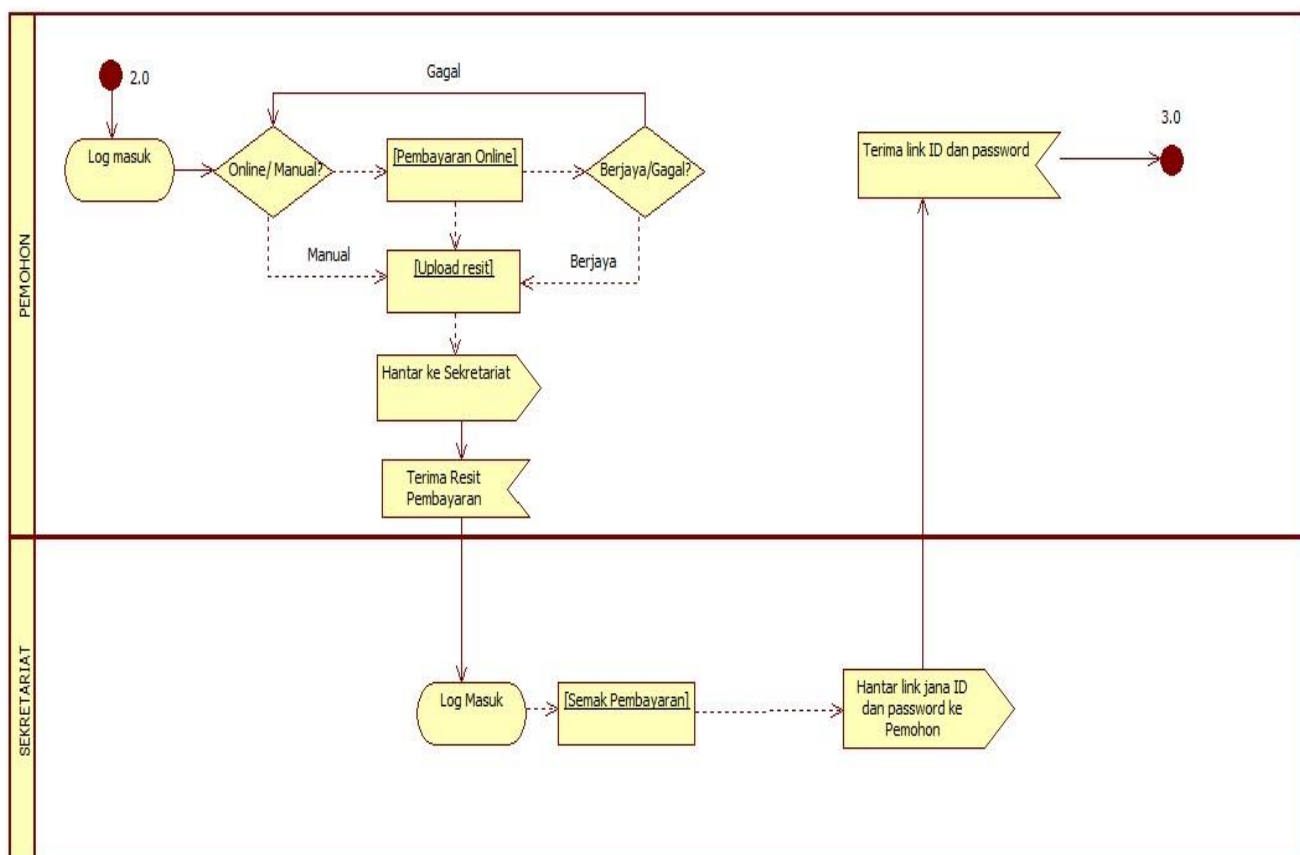 PEMOHON
2.0
Gagal
3.0
Log masuk
Online/ Manual?
[Pembayaran Online]
Berjaya/Gagal?
Terima link ID dan password
Manual
[Upload resit]
Berjaya
Hantar ke Sekretariat
Terima Resit
Pembayaran
SEKRETARIAT
Log Masuk
[Semak Pembayaran]
Hantar link jana ID
dan password ke
Pemohon